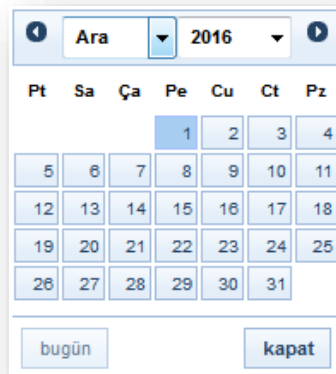 Ara 2016
Pt Sa Ça Pe Cu Ct Pz
1 2 3 4
5 6 7 8 9 10 11
12 13 14 15 16 17 18
19 20 21 22 23 24 25
26 27 28 29 30 31
bugün kapat